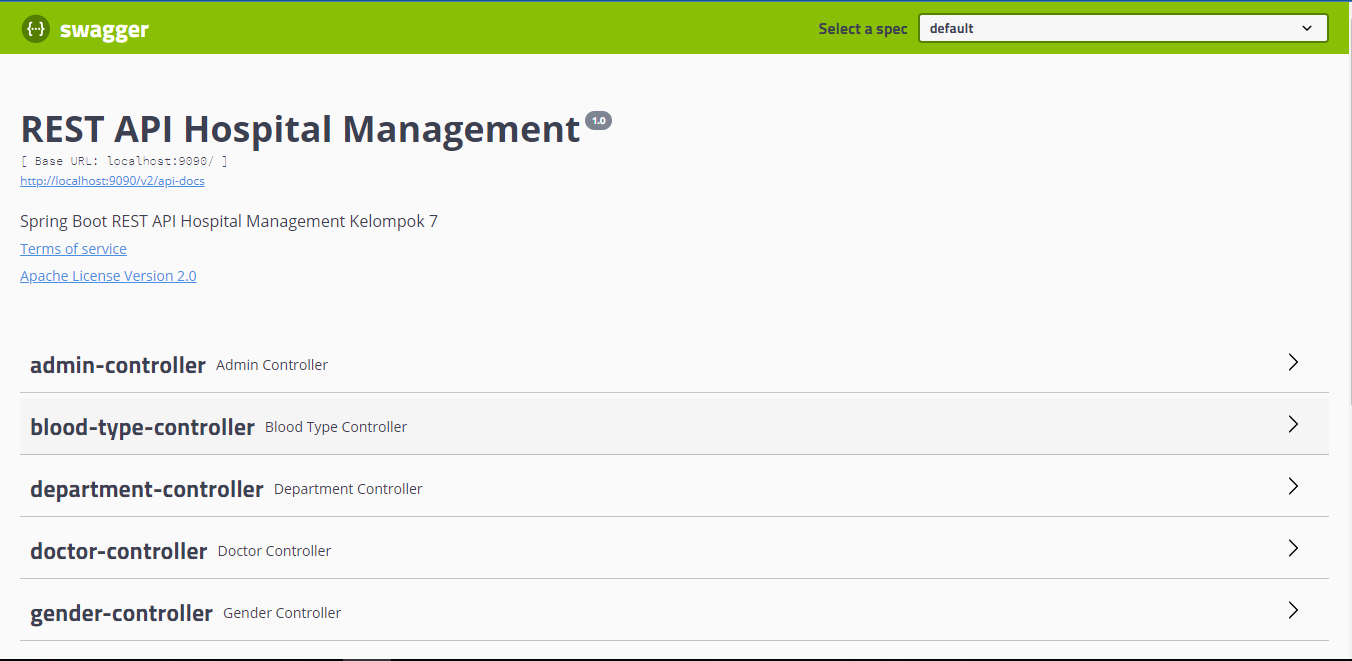 {···} swagger Select a spec default
REST API Hospital Management 1.0
[ Base URL: localhost:9090/ ]
http://localhost:9090/v2/api-docs
Spring Boot REST API Hospital Management Kelompok 7
Terms of service
Apache License Version 2.0
admin-controller Admin Controller
blood-type-controller Blood Type Controller
department-controller Department Controller
doctor-controller Doctor Controller
gender-controller Gender Controller